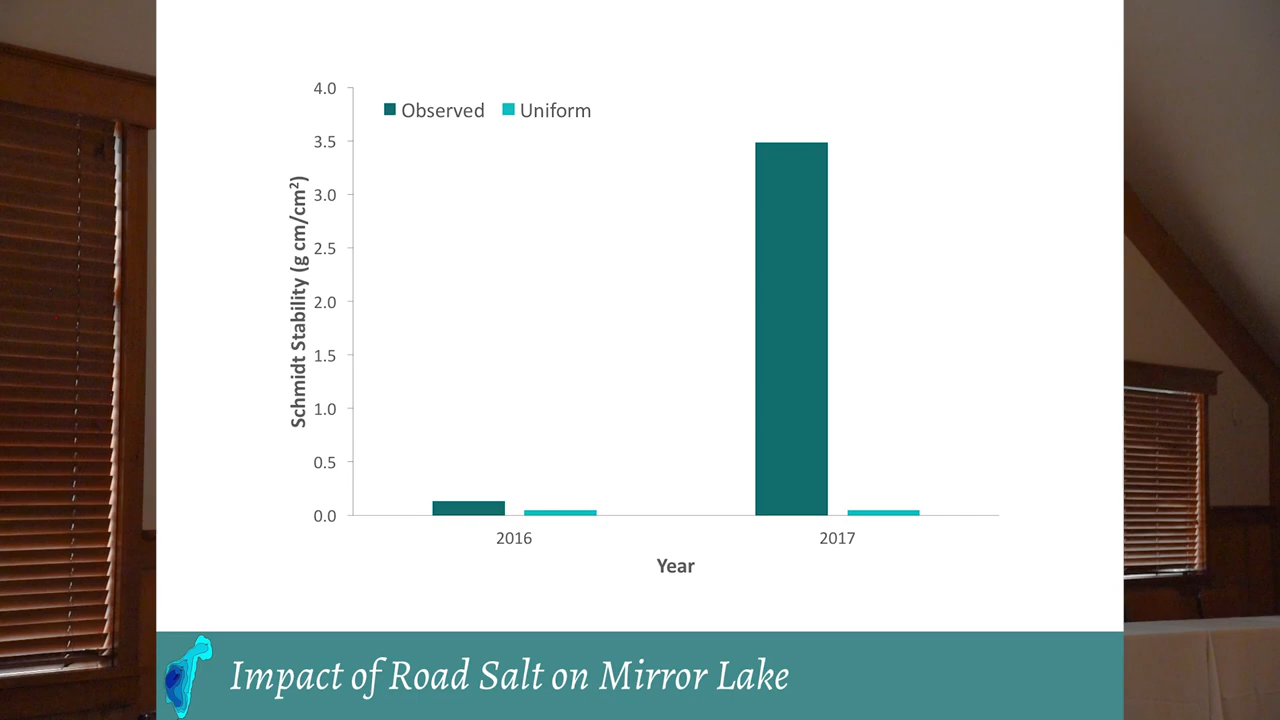 4.0
Observed Uniform
3.5
3.0
2.5
2.0
1.5
1.0
0.5
0.0
Schmidt Stability (g cm/cm²)
2016 2017
Year
Impact of Road Salt on Mirror Lake